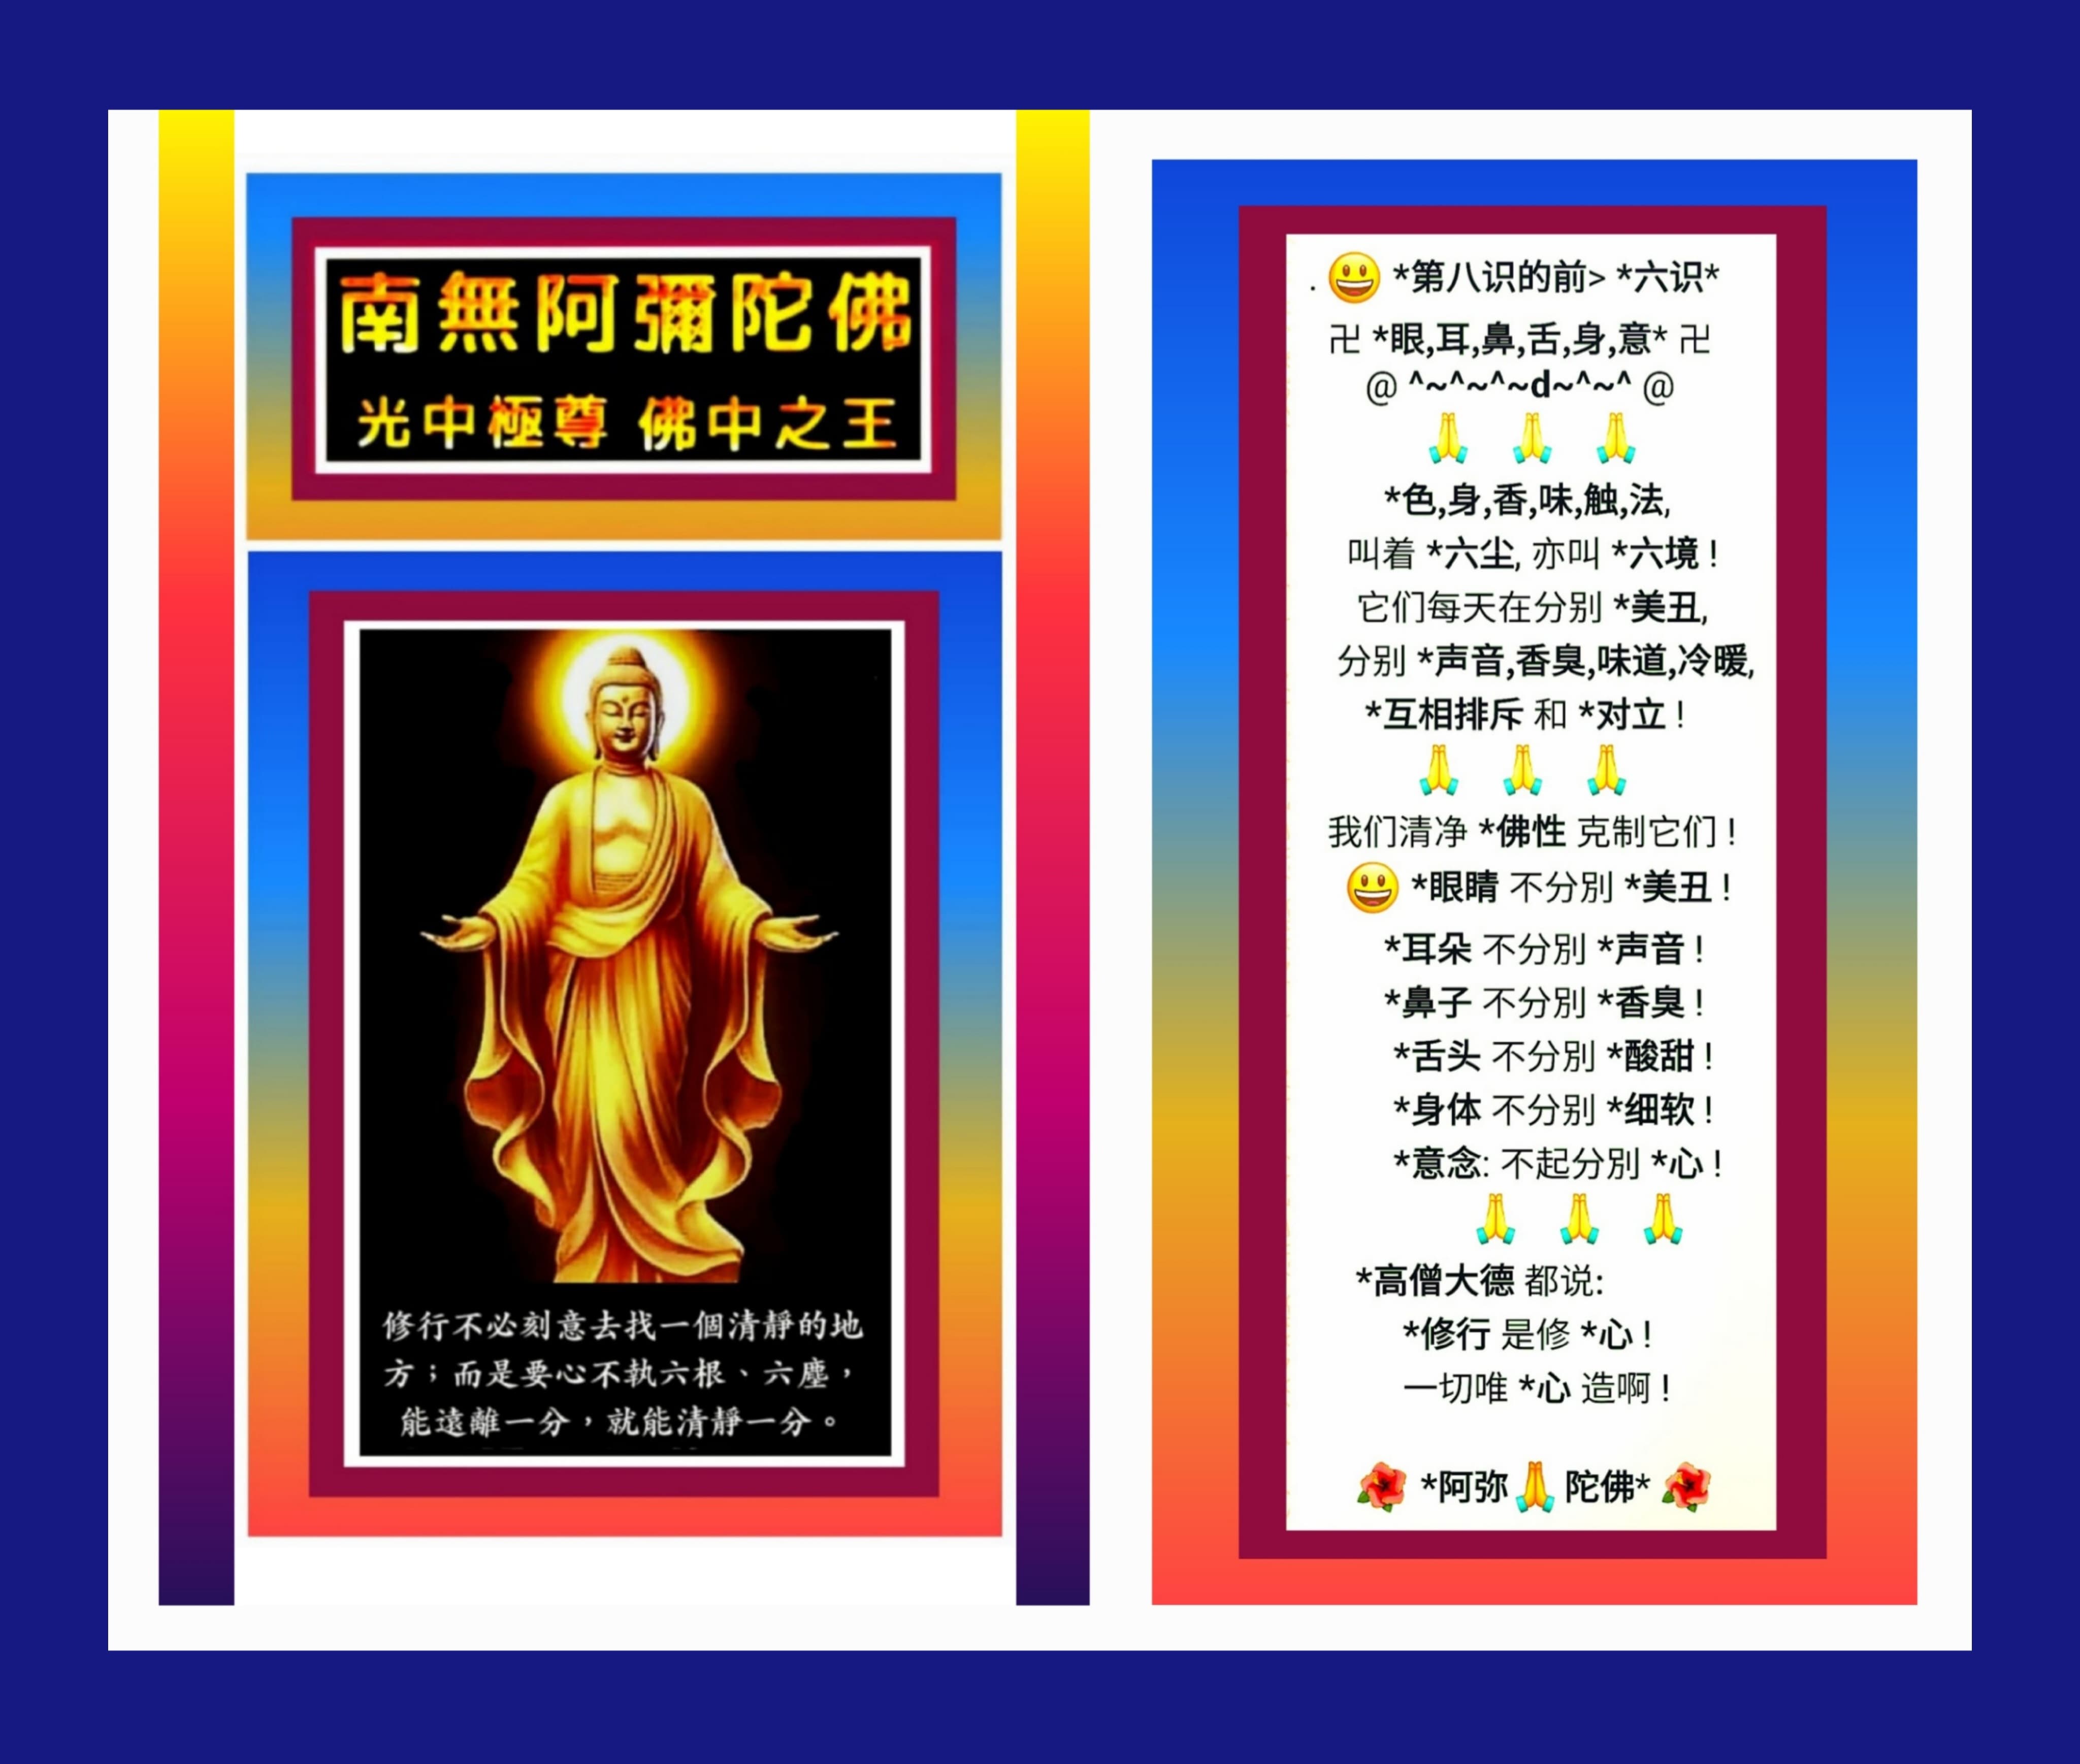 南無阿彌陀佛
光中極尊 佛中之王
修行不必刻意去找一個清靜的地
方；而是要心不執六根、六塵，
能遠離一分，就能清靜一分。
. 😃 *第八识的前> *六识*
卍 *眼,耳,鼻,舌,身,意* 卍
@ ^~^~^~d~^~^ @
🙏 🙏 🙏
*色,身,香,味,触,法,
叫着 *六尘, 亦叫 *六境 !
它们每天在分别 *美丑,
分别 *声音,香臭,味道,冷暖,
*互相排斥 和 *对立 !
🙏 🙏 🙏
我们清净 *佛性 克制它们 !
😃 *眼睛 不分別 *美丑 !
*耳朵 不分別 *声音 !
*鼻子 不分別 *香臭 !
*舌头 不分別 *酸甜 !
*身体 不分别 *细软 !
*意念: 不起分別 *心 !
🙏 🙏 🙏
*高僧大德 都说:
*修行 是修 *心 !
一切唯 *心 造啊 !
🌺 *阿弥🙏陀佛* 🌺